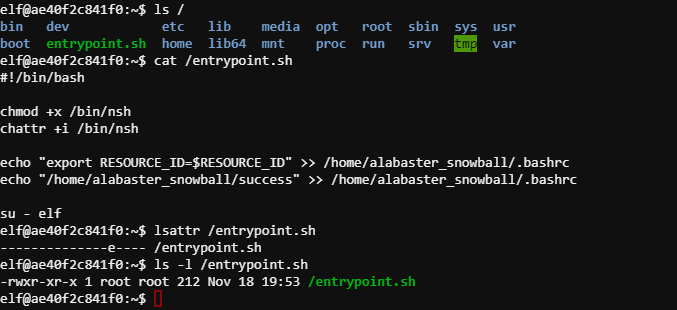 elf@ae40f2c841f0:~$ ls /
bin dev etc lib media opt root sbin sys usr
boot entrypoint.sh home lib64 mnt proc run srv tmp var
elf@ae40f2c841f0:~$ cat /entrypoint.sh
#!/bin/bash
chmod +x /bin/nsh
chattr +i /bin/nsh
echo "export RESOURCE_ID=$RESOURCE_ID" >> /home/alabaster_snowball/.bashrc
echo "/home/alabaster_snowball/success" >> /home/alabaster_snowball/.bashrc
su - elf
elf@ae40f2c841f0:~$ lsattr /entrypoint.sh
--------------e---- /entrypoint.sh
elf@ae40f2c841f0:~$ ls -l /entrypoint.sh
-rwxr-xr-x 1 root root 212 Nov 18 19:53 /entrypoint.sh
elf@ae40f2c841f0:~$